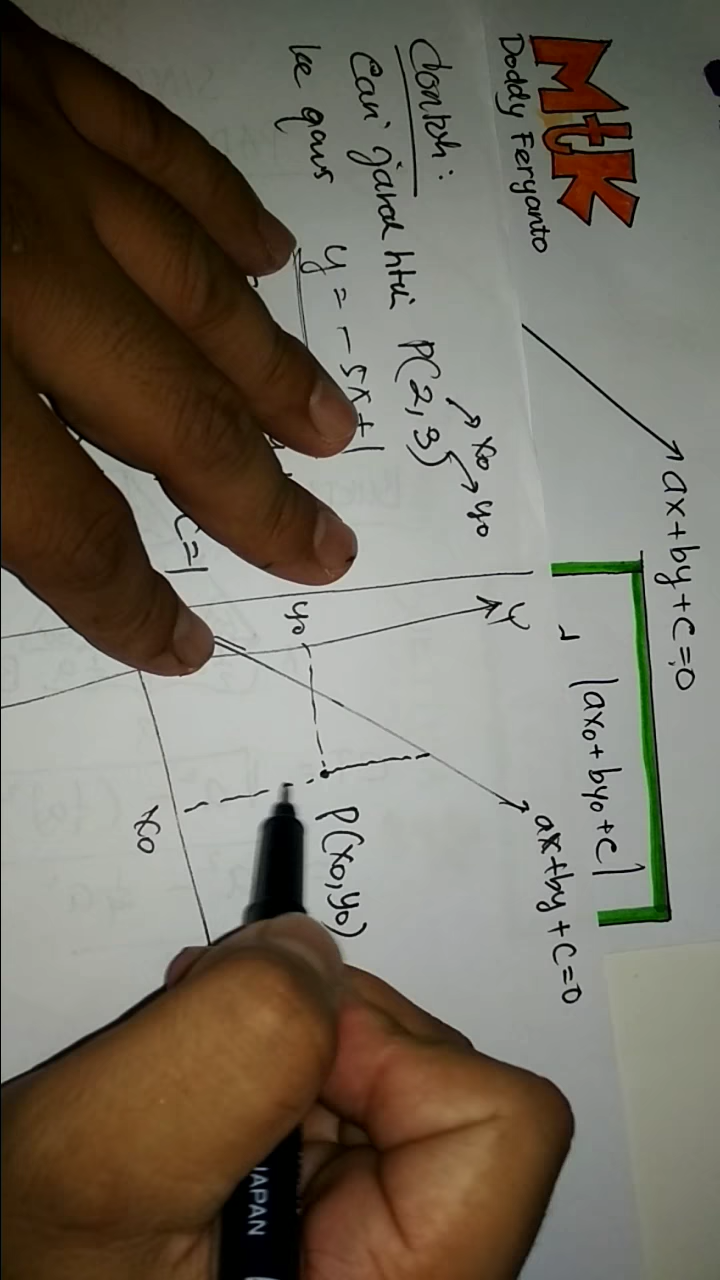 MtK
Doddy Feryanto
ax + by + c = 0
Contoh:
Cari jarak
P(2,3)
x₀
y₀
ke garis y = -5x+1
c = 1
|ax₀ + by₀ + c|
Y
y₀
x₀
P(x₀,y₀)
ax + by + c = 0
JAPAN